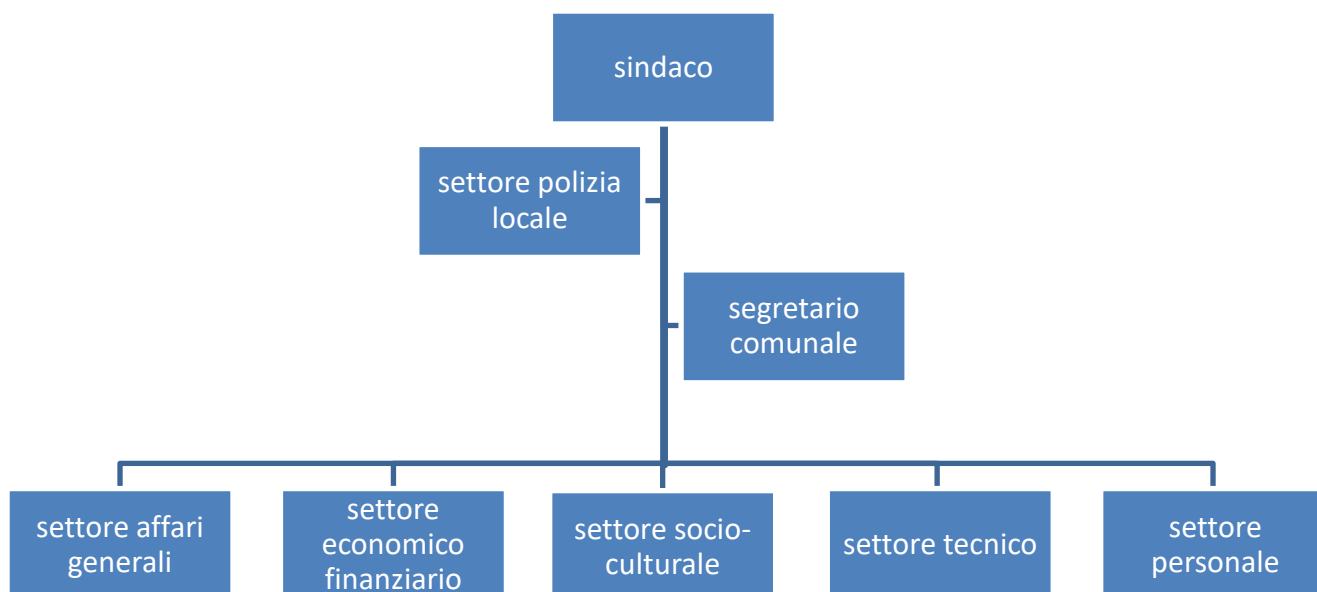 sindaco
settore polizia
locale
segretario
comunale
settore affari
generali
settore
economico
finanziario
settore socio-
culturale
settore tecnico
settore
personale